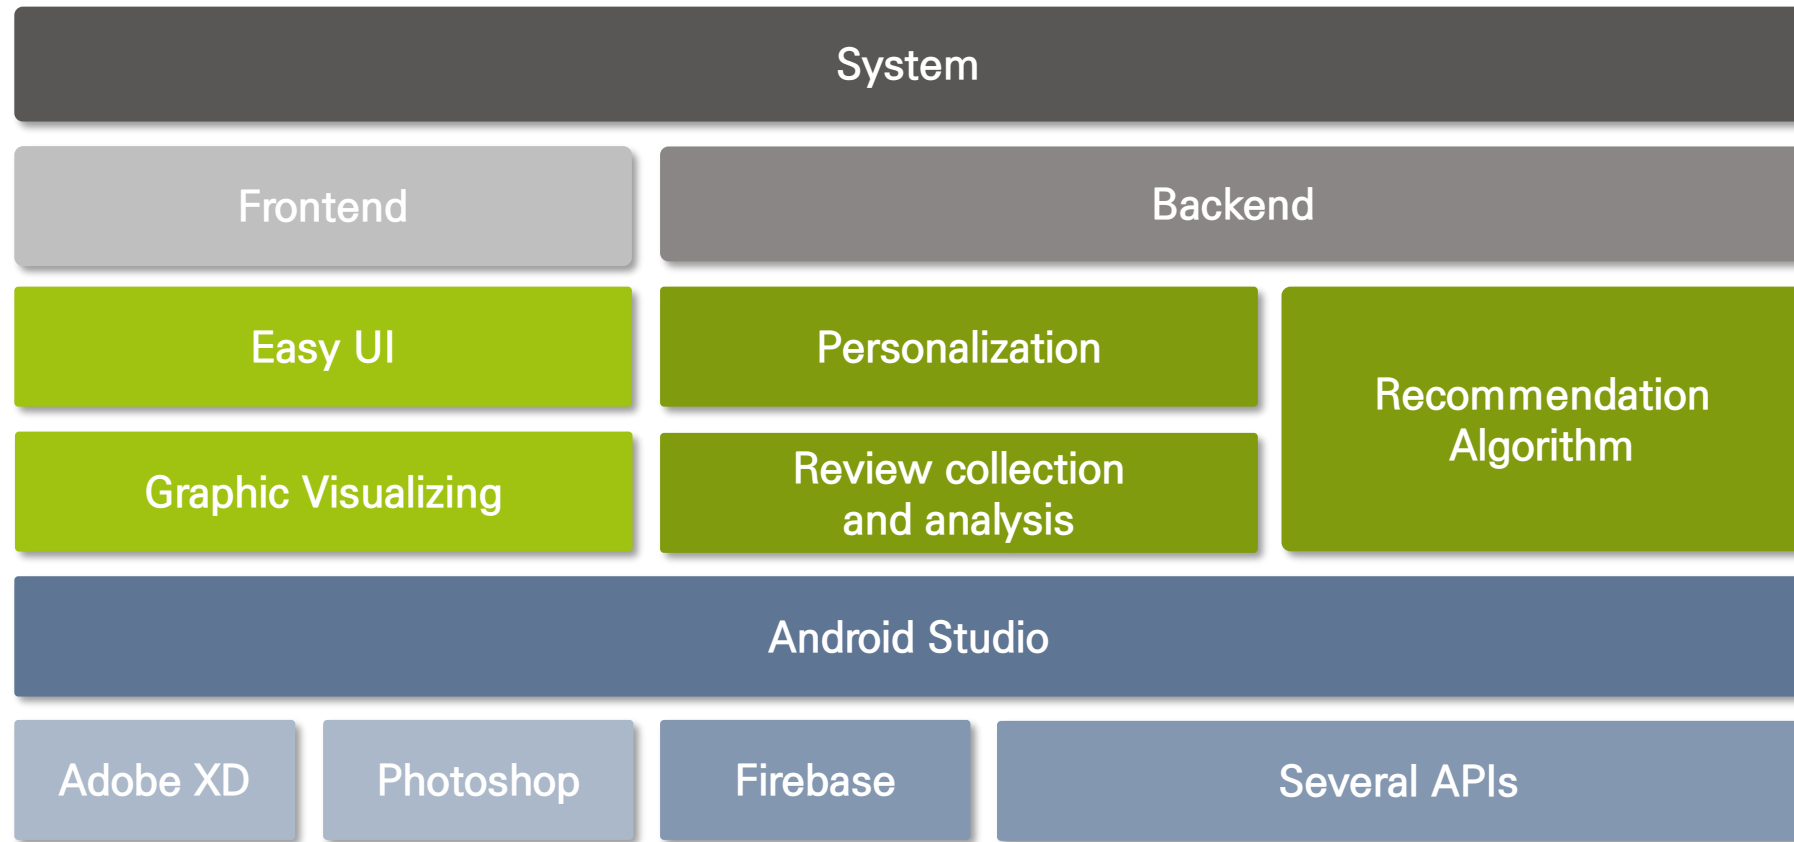 System
Frontend
Backend
Easy UI
Personalization
Recommendation
Algorithm
Graphic Visualizing
Review collection
and analysis
Android Studio
Adobe XD
Photoshop
Firebase
Several APIs